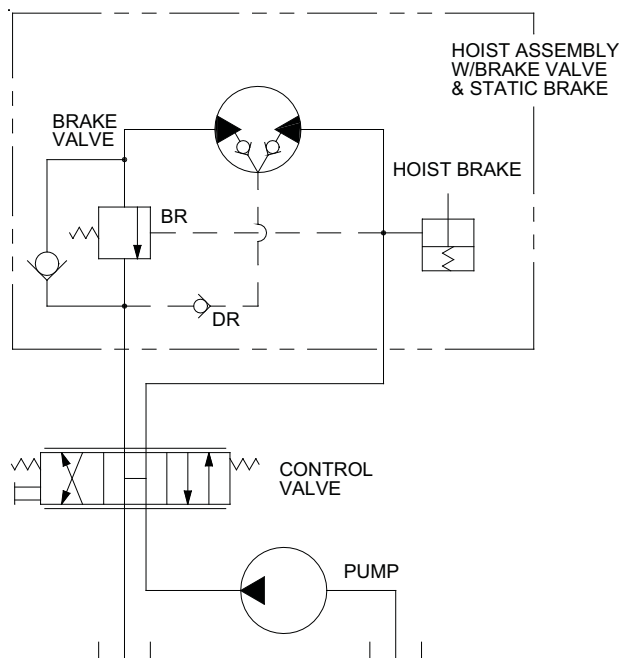 HOIST ASSEMBLY
W/BRAKE VALVE
& STATIC BRAKE
BRAKE
VALVE
HOIST BRAKE
BR
DR
CONTROL
VALVE
PUMP